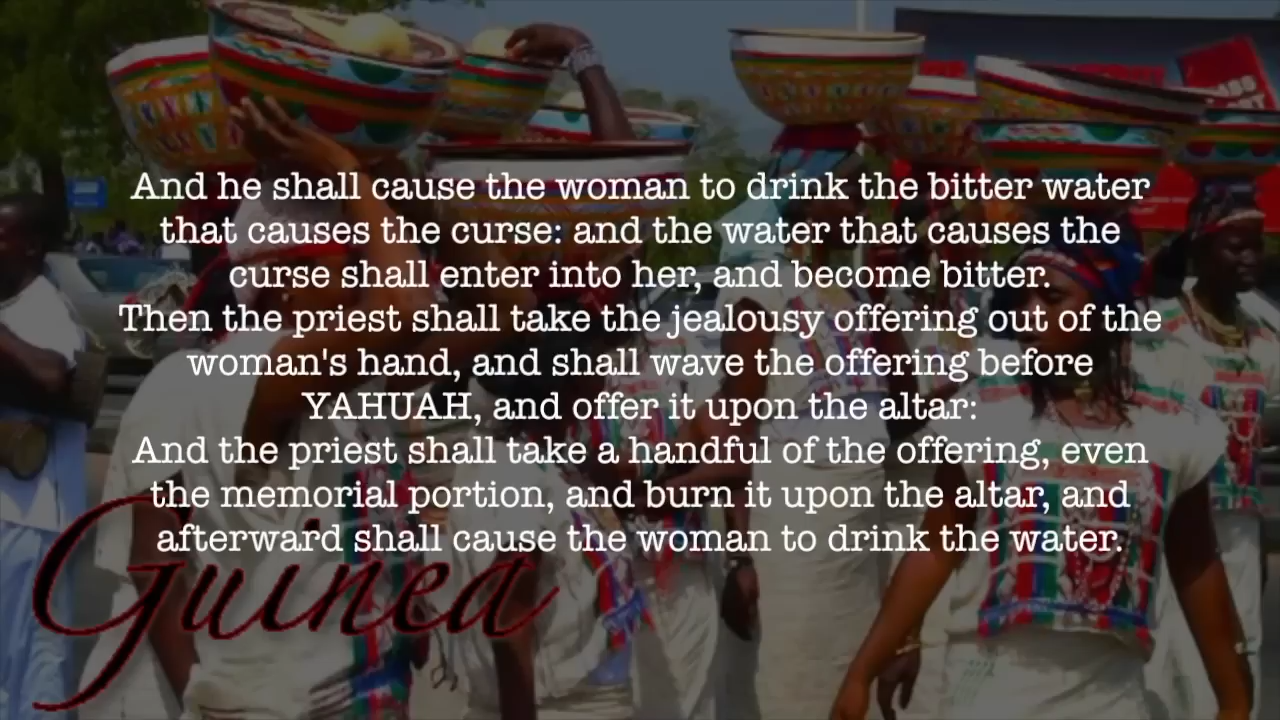 And he shall cause the woman to drink the bitter water
that causes the curse: and the water that causes the
curse shall enter into her, and become bitter.
Then the priest shall take the jealousy offering out of the
woman's hand, and shall wave the offering before
YAHUAH, and offer it upon the altar:
And the priest shall take a handful of the offering, even
the memorial portion, and burn it upon the altar, and
afterward shall cause the woman to drink the water.
Guinea